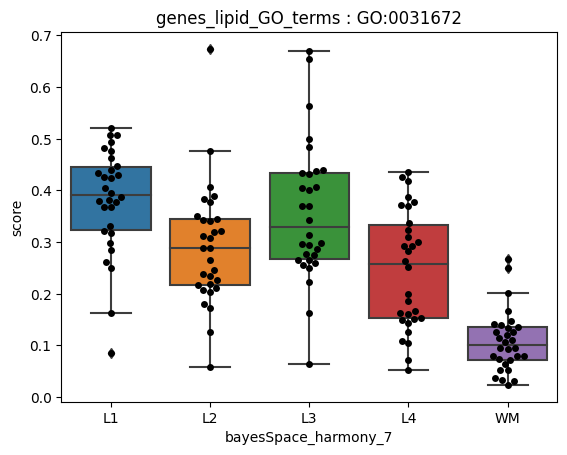 genes_lipid_GO_terms : GO:0031672
0.7
0.6
0.5
0.4
0.3
0.2
0.1
0.0
score
L1 L2 L3 L4 WM
bayesSpace_harmony_7